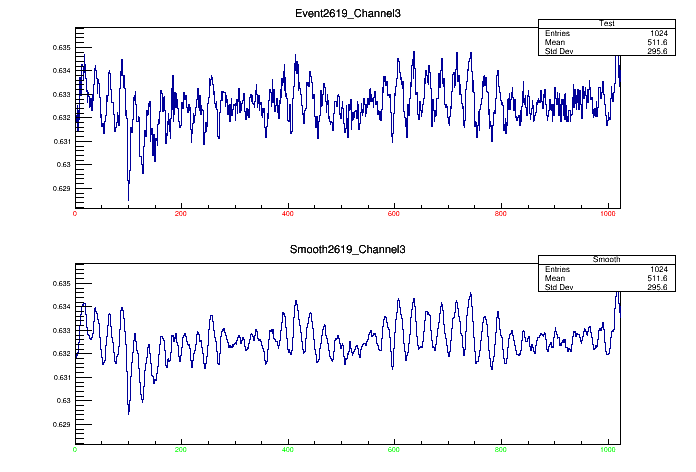 Event2619_Channel3
Test
Entries 1024
Mean 511.6
Std Dev 295.6
0.635
0.634
0.633
0.632
0.631
0.63
0.629
0 200 400 600 800 1000
Smooth2619_Channel3
Smooth
Entries 1024
Mean 511.6
Std Dev 295.6
0.635
0.634
0.633
0.632
0.631
0.63
0.629
0 200 400 600 800 1000